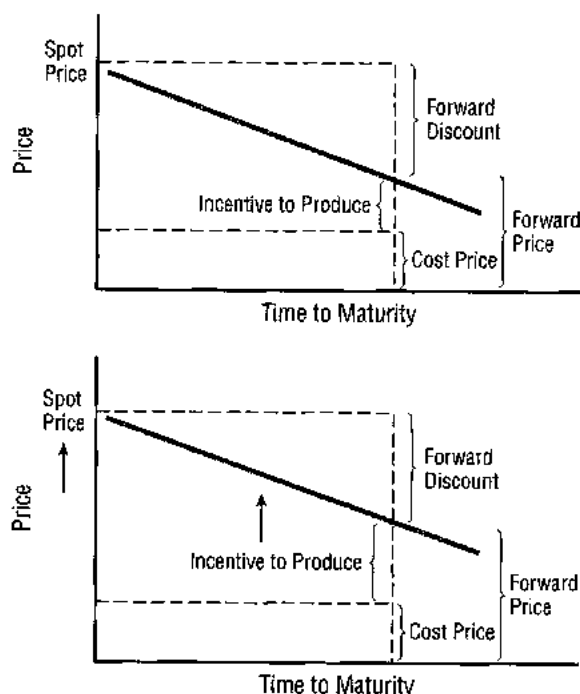 Spot
Price
Price
Forward
Discount
Incentive to Produce
Forward
Price
Cost Price
Time to Maturity
Spot
Price
Price
Forward
Discount
Incentive to Produce
Forward
Price
Cost Price
Time to Maturity